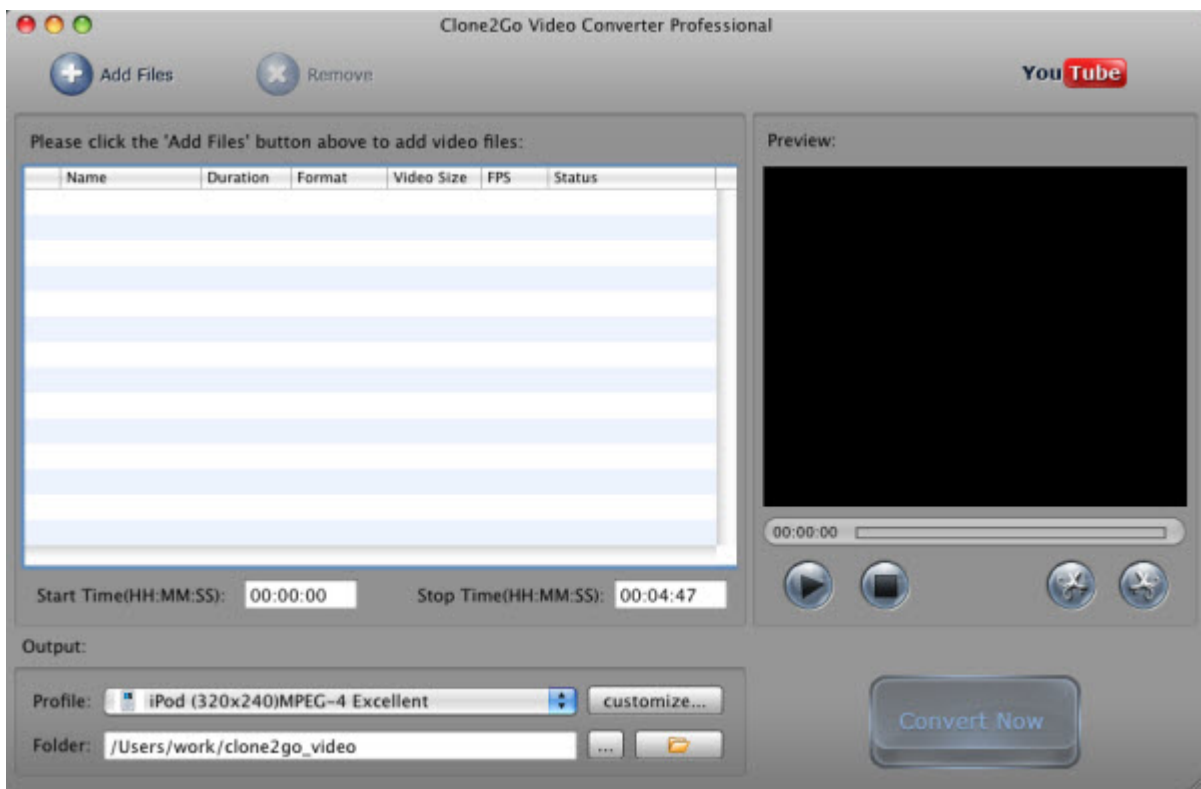 Clone2Go Video Converter Professional
Add Files
Remove
You Tube
Please click the 'Add Files' button above to add video files:
Name Duration Format Video Size FPS Status
Preview:
00:00:00
Start Time(HH:MM:SS): 00:00:00 Stop Time(HH:MM:SS): 00:04:47
Output:
Profile: iPod (320x240)MPEG-4 Excellent customize...
Folder: /Users/work/clone2go_video ...
Convert Now